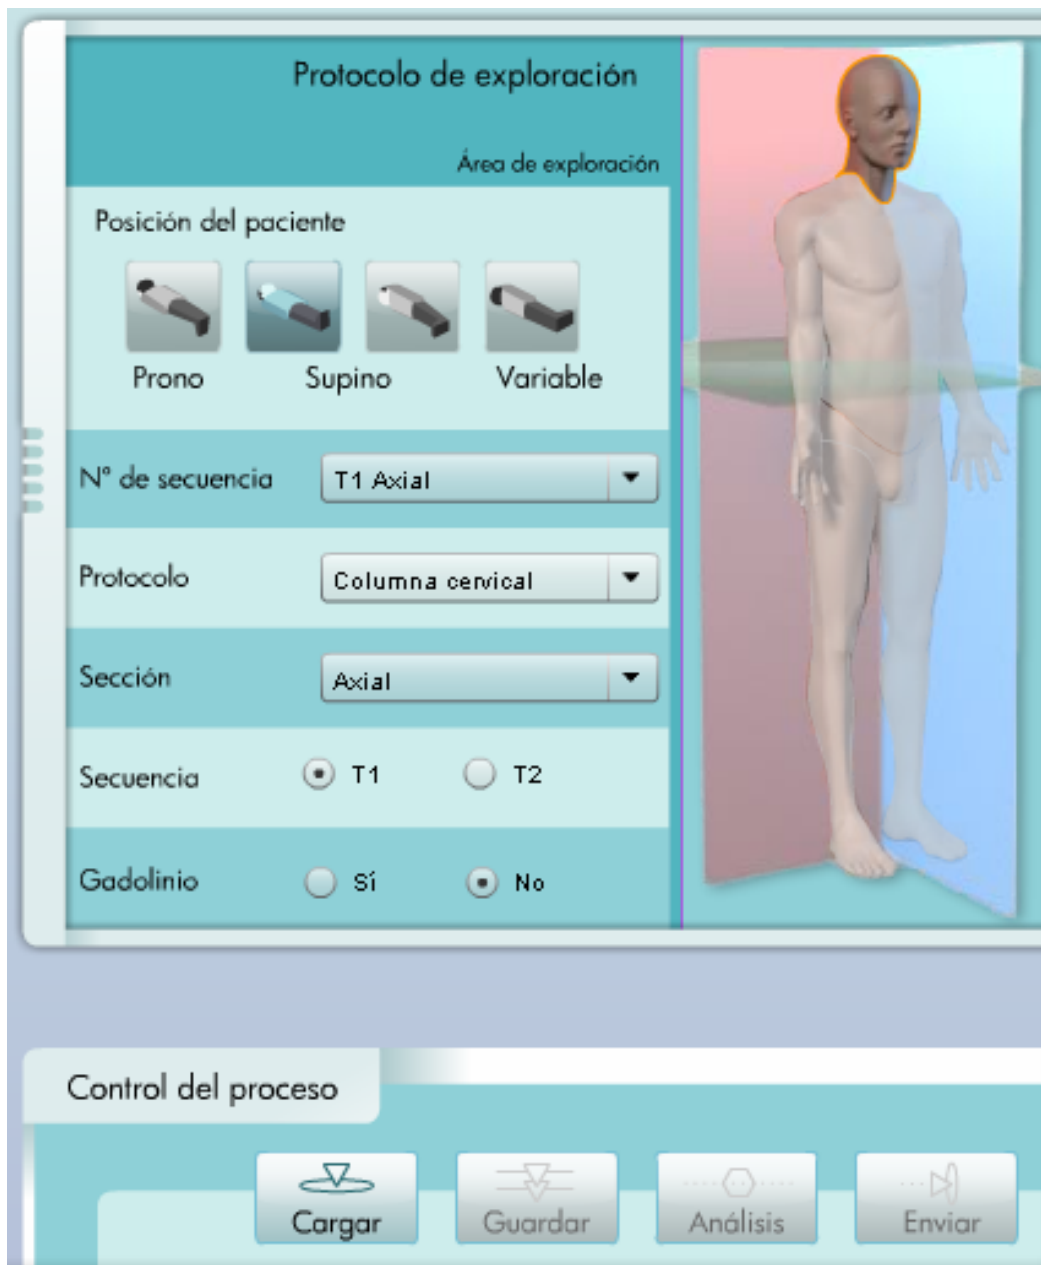 Protocolo de exploración
Área de exploración
Posición del paciente
Prono Supino Variable
N° de secuencia T1 Axial
Protocolo Columna cervical
Sección Axial
Secuencia T1 T2
Gadolinio Sí No
Control del proceso
Cargar Guardar Análisis Enviar